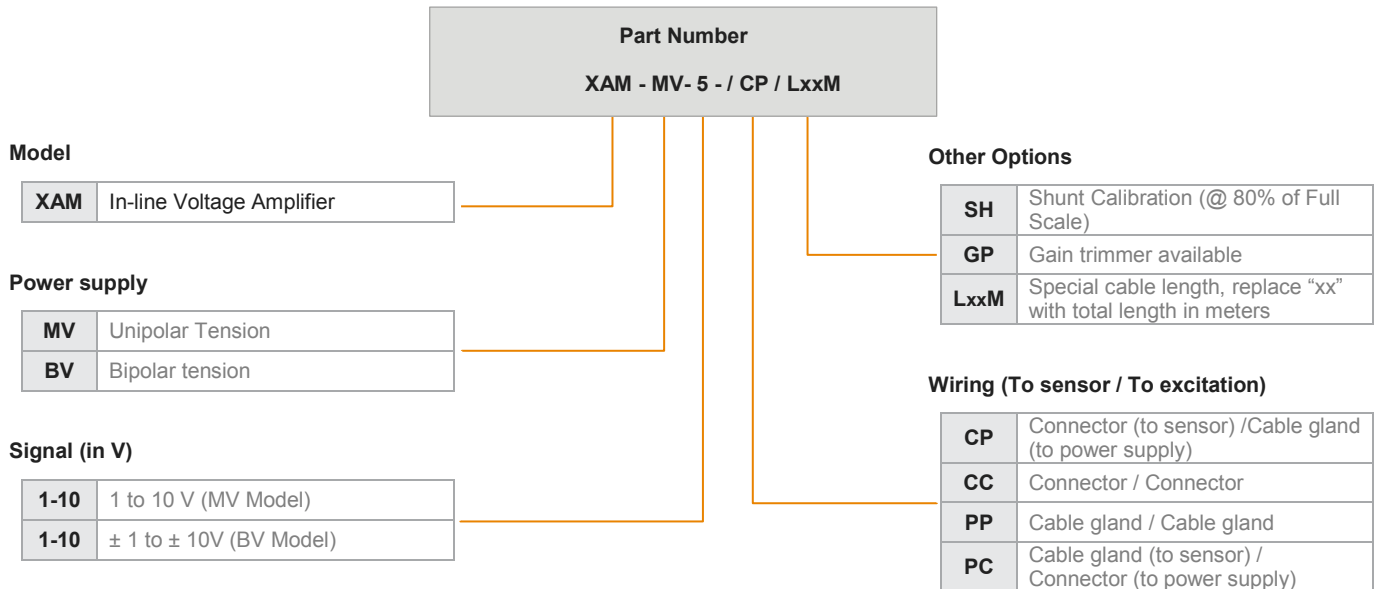 Part Number
XAM - MV- 5 - / CP / LxxM
Model
XAM In-line Voltage Amplifier
Power supply
MV Unipolar Tension
BV Bipolar tension
Signal (in V)
1-10 1 to 10 V (MV Model)
1-10 ± 1 to ± 10V (BV Model)
Other Options
SH Shunt Calibration (@ 80% of Full
Scale)
GP Gain trimmer available
LxxM Special cable length, replace “xx”
with total length in meters
Wiring (To sensor / To excitation)
CP Connector (to sensor) /Cable gland
(to power supply)
CC Connector / Connector
PP Cable gland / Cable gland
PC Cable gland (to sensor) /
Connector (to power supply)